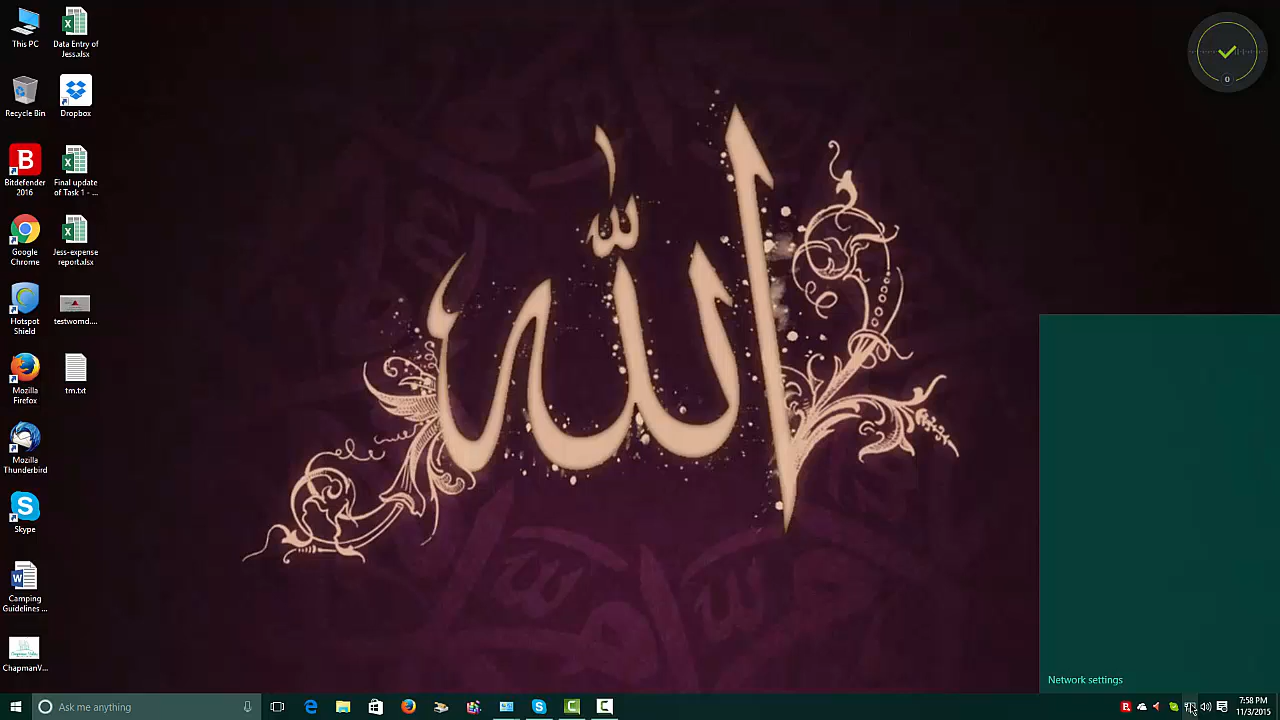 This PC
Data Entry of Jess.xlsx
Recycle Bin
Dropbox
Bitdefender 2016
Final update of Task 1 - ...
Google Chrome
Jess-expense report.xlsx
Hotspot Shield
testwomd....
Mozilla Firefox
tm.txt
Mozilla Thunderbird
Skype
Camping Guidelines ...
ChapmanV...
الله
0
Network settings
Ask me anything
7:58 PM
11/3/2015